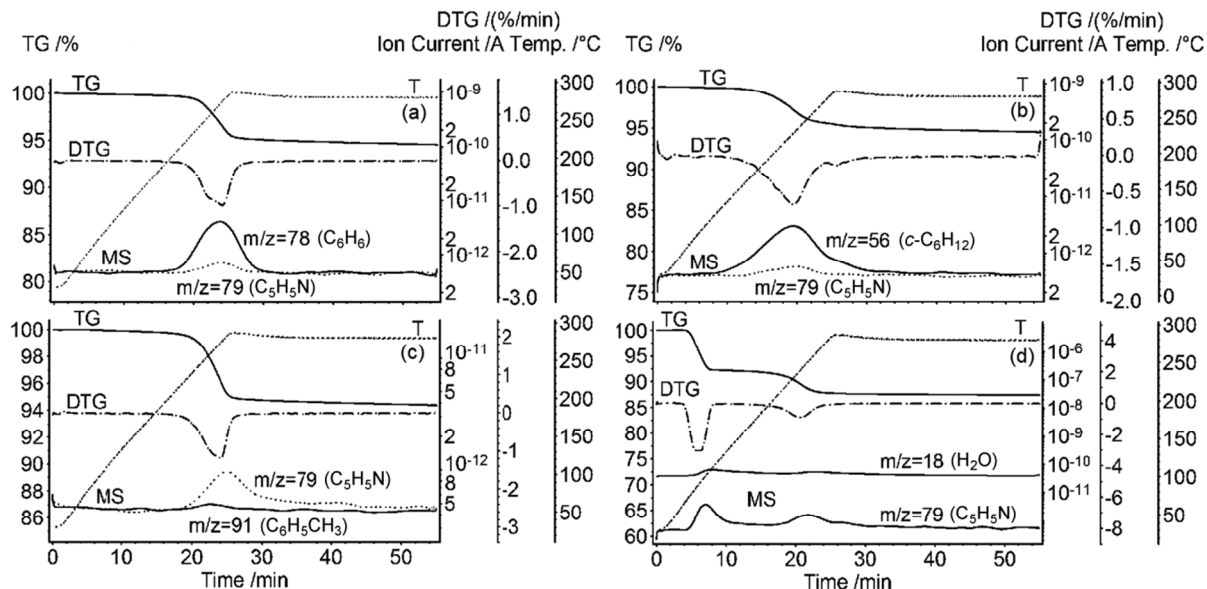 DTG /(%/min)
TG /% Ion Current /A Temp. /°C
DTG /(%/min)
TG /% Ion Current /A Temp. /°C
TG
T
(a)
100
95
90
85
80
DTG
MS
m/z=78 (C₆H₆)
m/z=79 (C₅H₅N)
10⁻⁹
2
10⁻¹⁰
2
10⁻¹¹
2
10⁻¹²
2
1.0
0.0
-1.0
-2.0
-3.0
300
250
200
150
100
50
TG
T
(b)
100
95
90
85
80
75
DTG
MS
m/z=56 (c-C₆H₁₂)
m/z=79 (C₅H₅N)
10⁻⁹
2
10⁻¹⁰
2
10⁻¹¹
2
10⁻¹²
2
1.0
0.5
0.0
-0.5
-1.0
-1.5
-2.0
300
250
200
150
100
50
0
TG
T
(c)
100
98
96
94
92
90
88
86
DTG
MS
m/z=79 (C₅H₅N)
m/z=91 (C₆H₅CH₃)
10⁻¹¹
8
5
2
10⁻¹²
8
5
2
1
0
-1
-2
-3
300
250
200
150
100
50
0 10 20 30 40 50
Time /min
TG
T
(d)
100
95
90
85
80
75
70
65
60
DTG
m/z=18 (H₂O)
MS
m/z=79 (C₅H₅N)
10⁻⁶
10⁻⁷
10⁻⁸
10⁻⁹
10⁻¹⁰
10⁻¹¹
4
2
0
-2
-4
-6
-8
300
250
200
150
100
50
0 10 20 30 40 50
Time /min